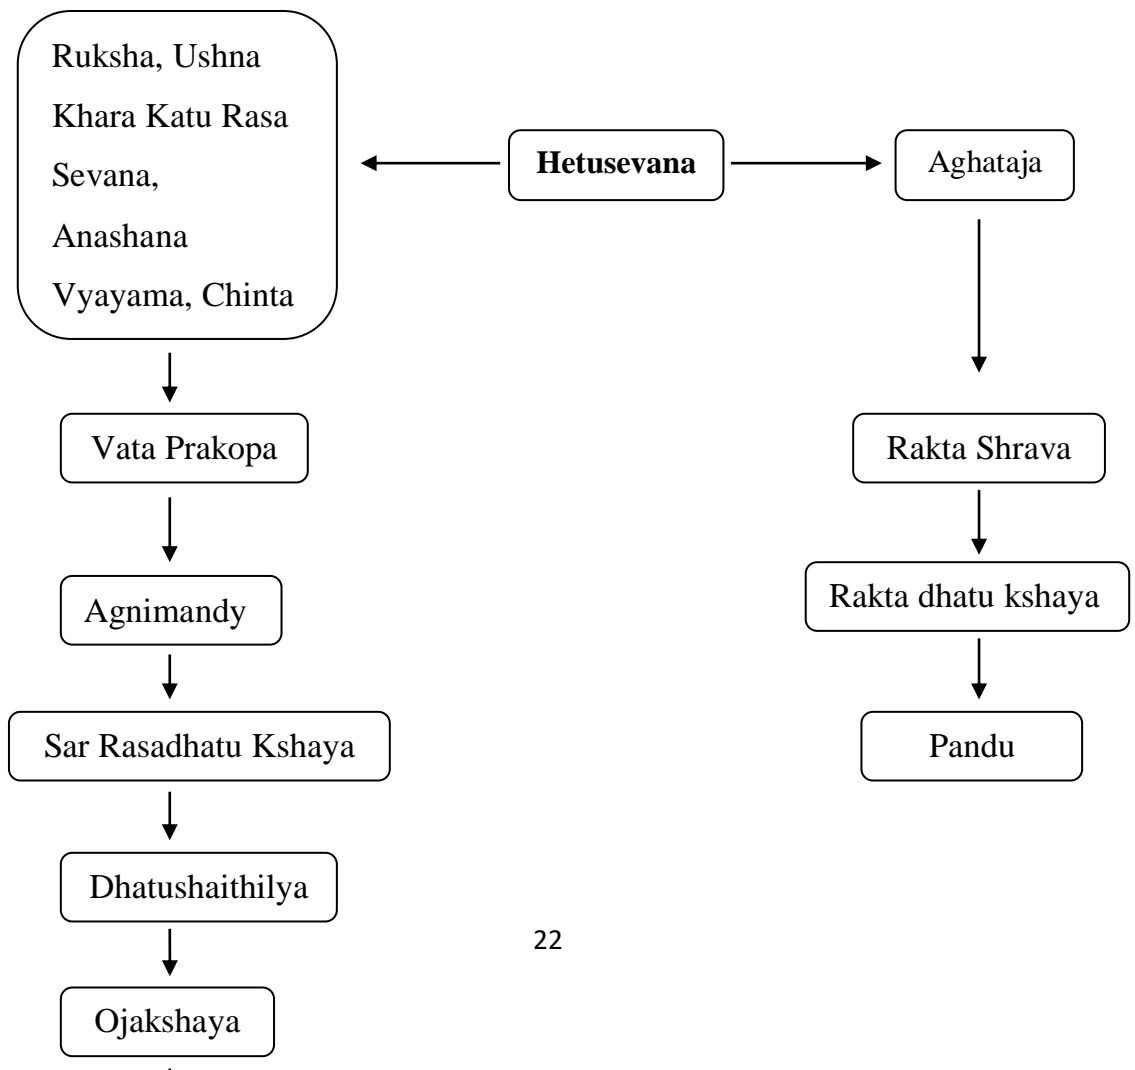 Ruksha, Ushna
Khara Katu Rasa
Sevana,
Anashana
Vyayama, Chinta
Hetusevana
Aghataja
Vata Prakopa
Rakta Shrava
Agnimandy
Rakta dhatu kshaya
Sar Rasadhatu Kshaya
Pandu
Dhatushaithilya
22
Ojakshaya